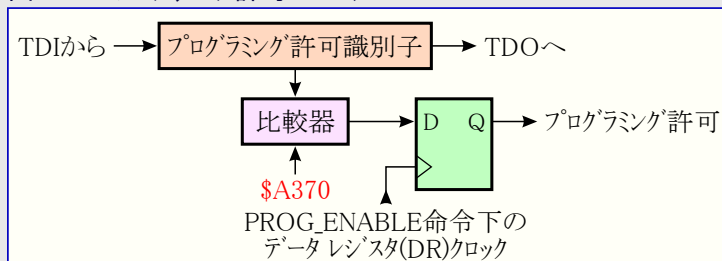 TDIから
プログラミング許可識別子
TDOへ
比較器
D
Q
プログラミング許可
$A370
PROG_ENABLE命令下の
データ レジスタ(DR)クロック